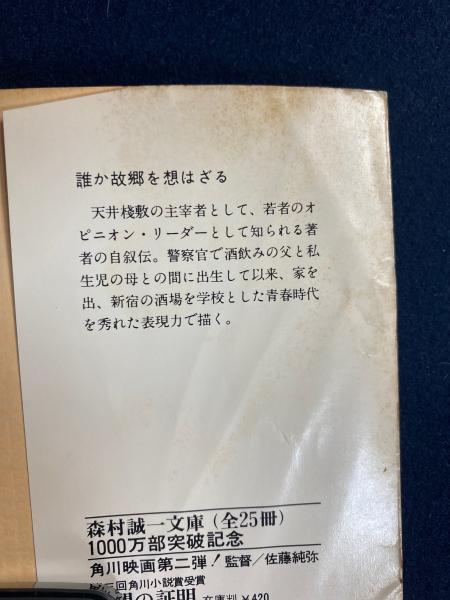 誰か故郷を想はざる
天井棧敷の主宰者として、若者のオ
ピニオン・リーダーとして知られる著
者の自叙伝。警察官で酒飲みの父と私
生児の母との間に出生して以来、家を
出、新宿の酒場を学校とした青春時代
を秀れた表現力で描く。
森村誠一文庫（全25冊）
1000万部突破記念
角川映画第二弾！監督／佐藤純弥
二回角川小説賞受賞
の証明 文庫判￥420